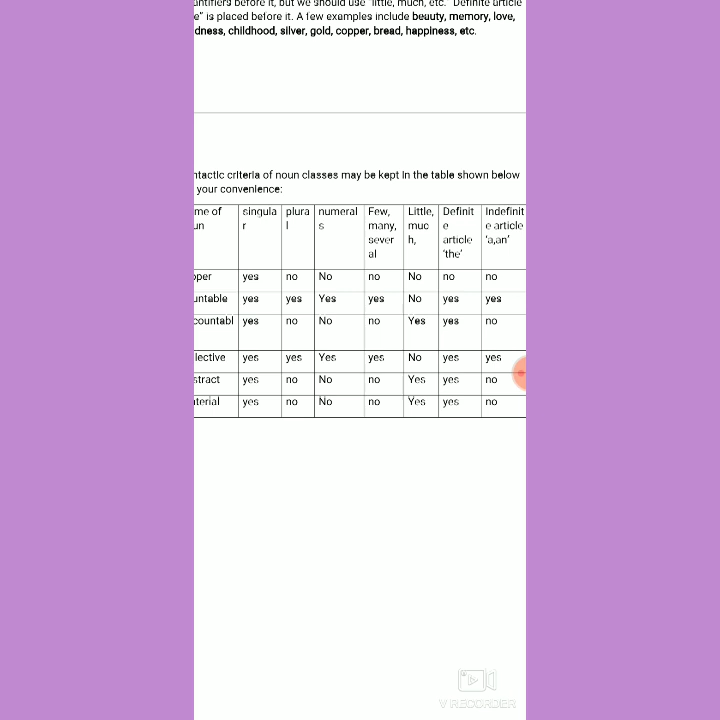 antifiers before it, but we should use "little, much, etc." Definite article
e" is placed before it. A few examples include beuuty, memory, love,
dness, childhood, silver, gold, copper, bread, happiness, etc.
ntactic criteria of noun classes may be kept in the table shown below
your convenience:
me of singula plura numeral Few, Little, Definit Indefinit
un r l s many, muc e e article
sever h, article 'a,an'
al 'the'
per yes no No no No no no
untable yes yes Yes yes No yes yes
countabl yes no No no Yes yes no
lective yes yes Yes yes No yes yes
stract yes no No no Yes yes no
terial yes no No no Yes yes no
V RECORDER